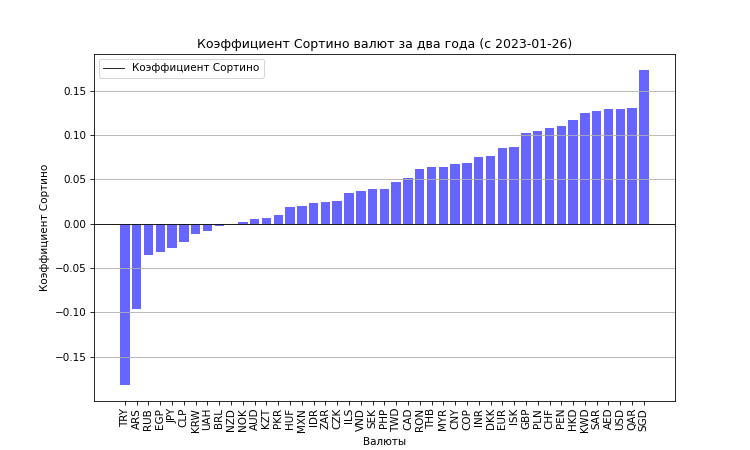 Коэффициент Сортино валют за два года (с 2023-01-26)
Коэффициент Сортино
Коэффициент Сортино
0.15
0.10
0.05
0.00
−0.05
−0.10
−0.15
TRY ARS RUB EGP JPY CLP KRW UAH BRL NZD NOK AUD KZT PKR HUF MXN IDR ZAR CZK ILS VND SEK PHP TWD CAD RON THB MYR CNY COP INR DKK EUR ISK GBP PLN CHF PEN HKD KWD SAR AED USD QAR SGD
Валюты